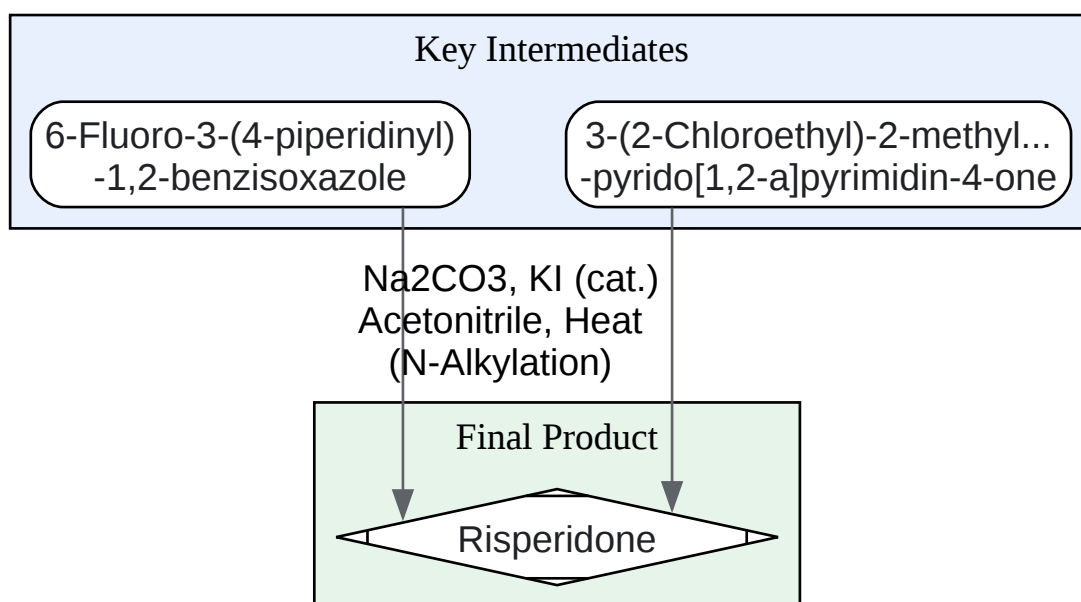 Key Intermediates
6-Fluoro-3-(4-piperidinyl)
-1,2-benzisoxazole
3-(2-Chloroethyl)-2-methyl...
-pyrido[1,2-a]pyrimidin-4-one
Na2CO3, KI (cat.)
Acetonitrile, Heat
(N-Alkylation)
Final Product
Risperidone